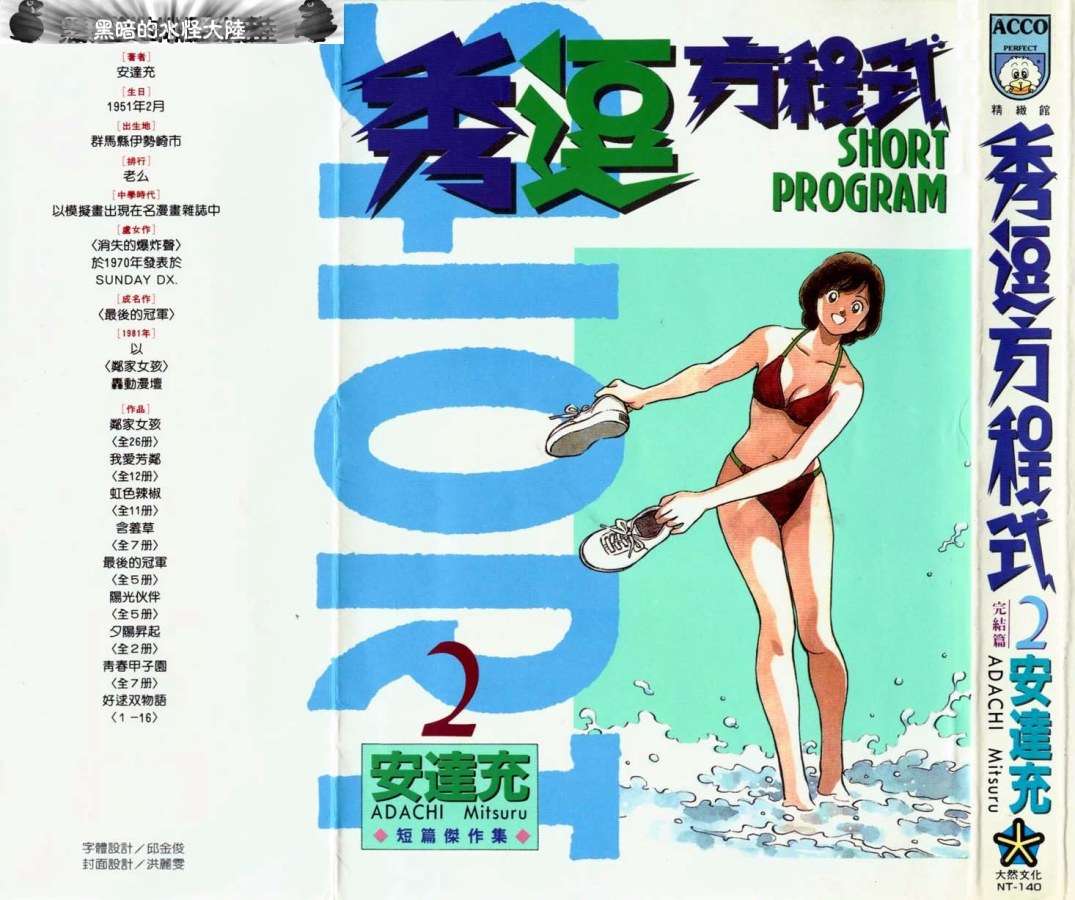 黑暗的水怪大陸
［著者］
安達充
［生日］
1951年2月
［出生地］
群馬縣伊勢崎市
［排行］
老么
［中學時代］
以模擬畫出現在名漫畫雜誌中
［處女作］
〈消失的爆炸聲〉
於1970年發表於
SUNDAY DX.
［成名作］
〈最後的冠軍〉
［1981年］
以
〈鄰家女孩〉
轟動漫壇
［作品］
鄰家女孩
〈全26册〉
我愛芳鄰
〈全12册〉
虹色辣椒
〈全11册〉
含羞草
〈全7册〉
最後的冠軍
〈全5册〉
陽光伙伴
〈全5册〉
夕陽昇起
〈全2册〉
青春甲子園
〈全7册〉
好逑双物語
〈1－16〉
字體設計／邱金俊
封面設計／洪麗雯
SHORT
秀逗方程式
SHORT
PROGRAM
2
安達充
ADACHI Mitsuru
◆短篇傑作集◆
ACCO
PERFECT
精緻館
秀逗方程式
2
完結篇
安達充
ADACHI Mitsuru
大然文化
NT-140